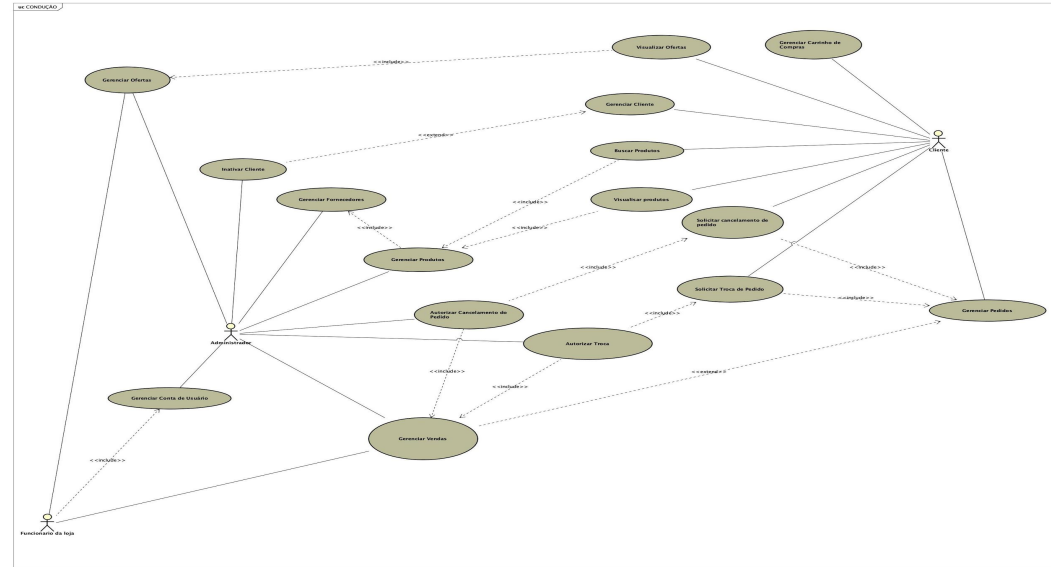 uc CONDUÇÃO
Visualizar Ofertas
Gerenciar Carrinho de
Compras
<<include>>
Gerenciar Ofertas
Gerenciar Cliente
<<extend>>
Cliente
Buscar Produtos
Inativar Cliente
Gerenciar Fornecedores
Visualisar produtos
<<include>>
Solicitar cancelamento de
pedido
<<include>>
<<include>>
Gerenciar Produtos
<<include>>
<<include>>
Solicitar Troca de Pedido
<<include>>
Autorizar Cancelamento do
Pedido
<<include>>
Gerenciar Pedidos
Administrador
Autorizar Troca
<<include>>
<<extend>>
<<include>>
Gerenciar Conta de Usuário
Gerenciar Vendas
<<include>>
Funcionario da loja